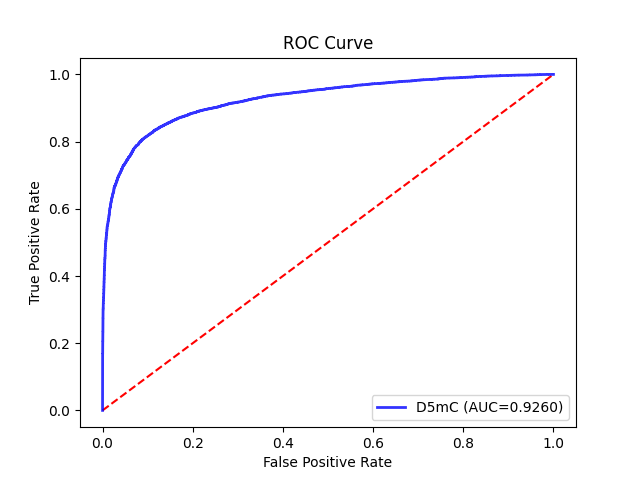 ROC Curve
True Positive Rate
1.0
0.8
0.6
0.4
0.2
0.0
D5mC (AUC=0.9260)
0.0 0.2 0.4 0.6 0.8 1.0
False Positive Rate